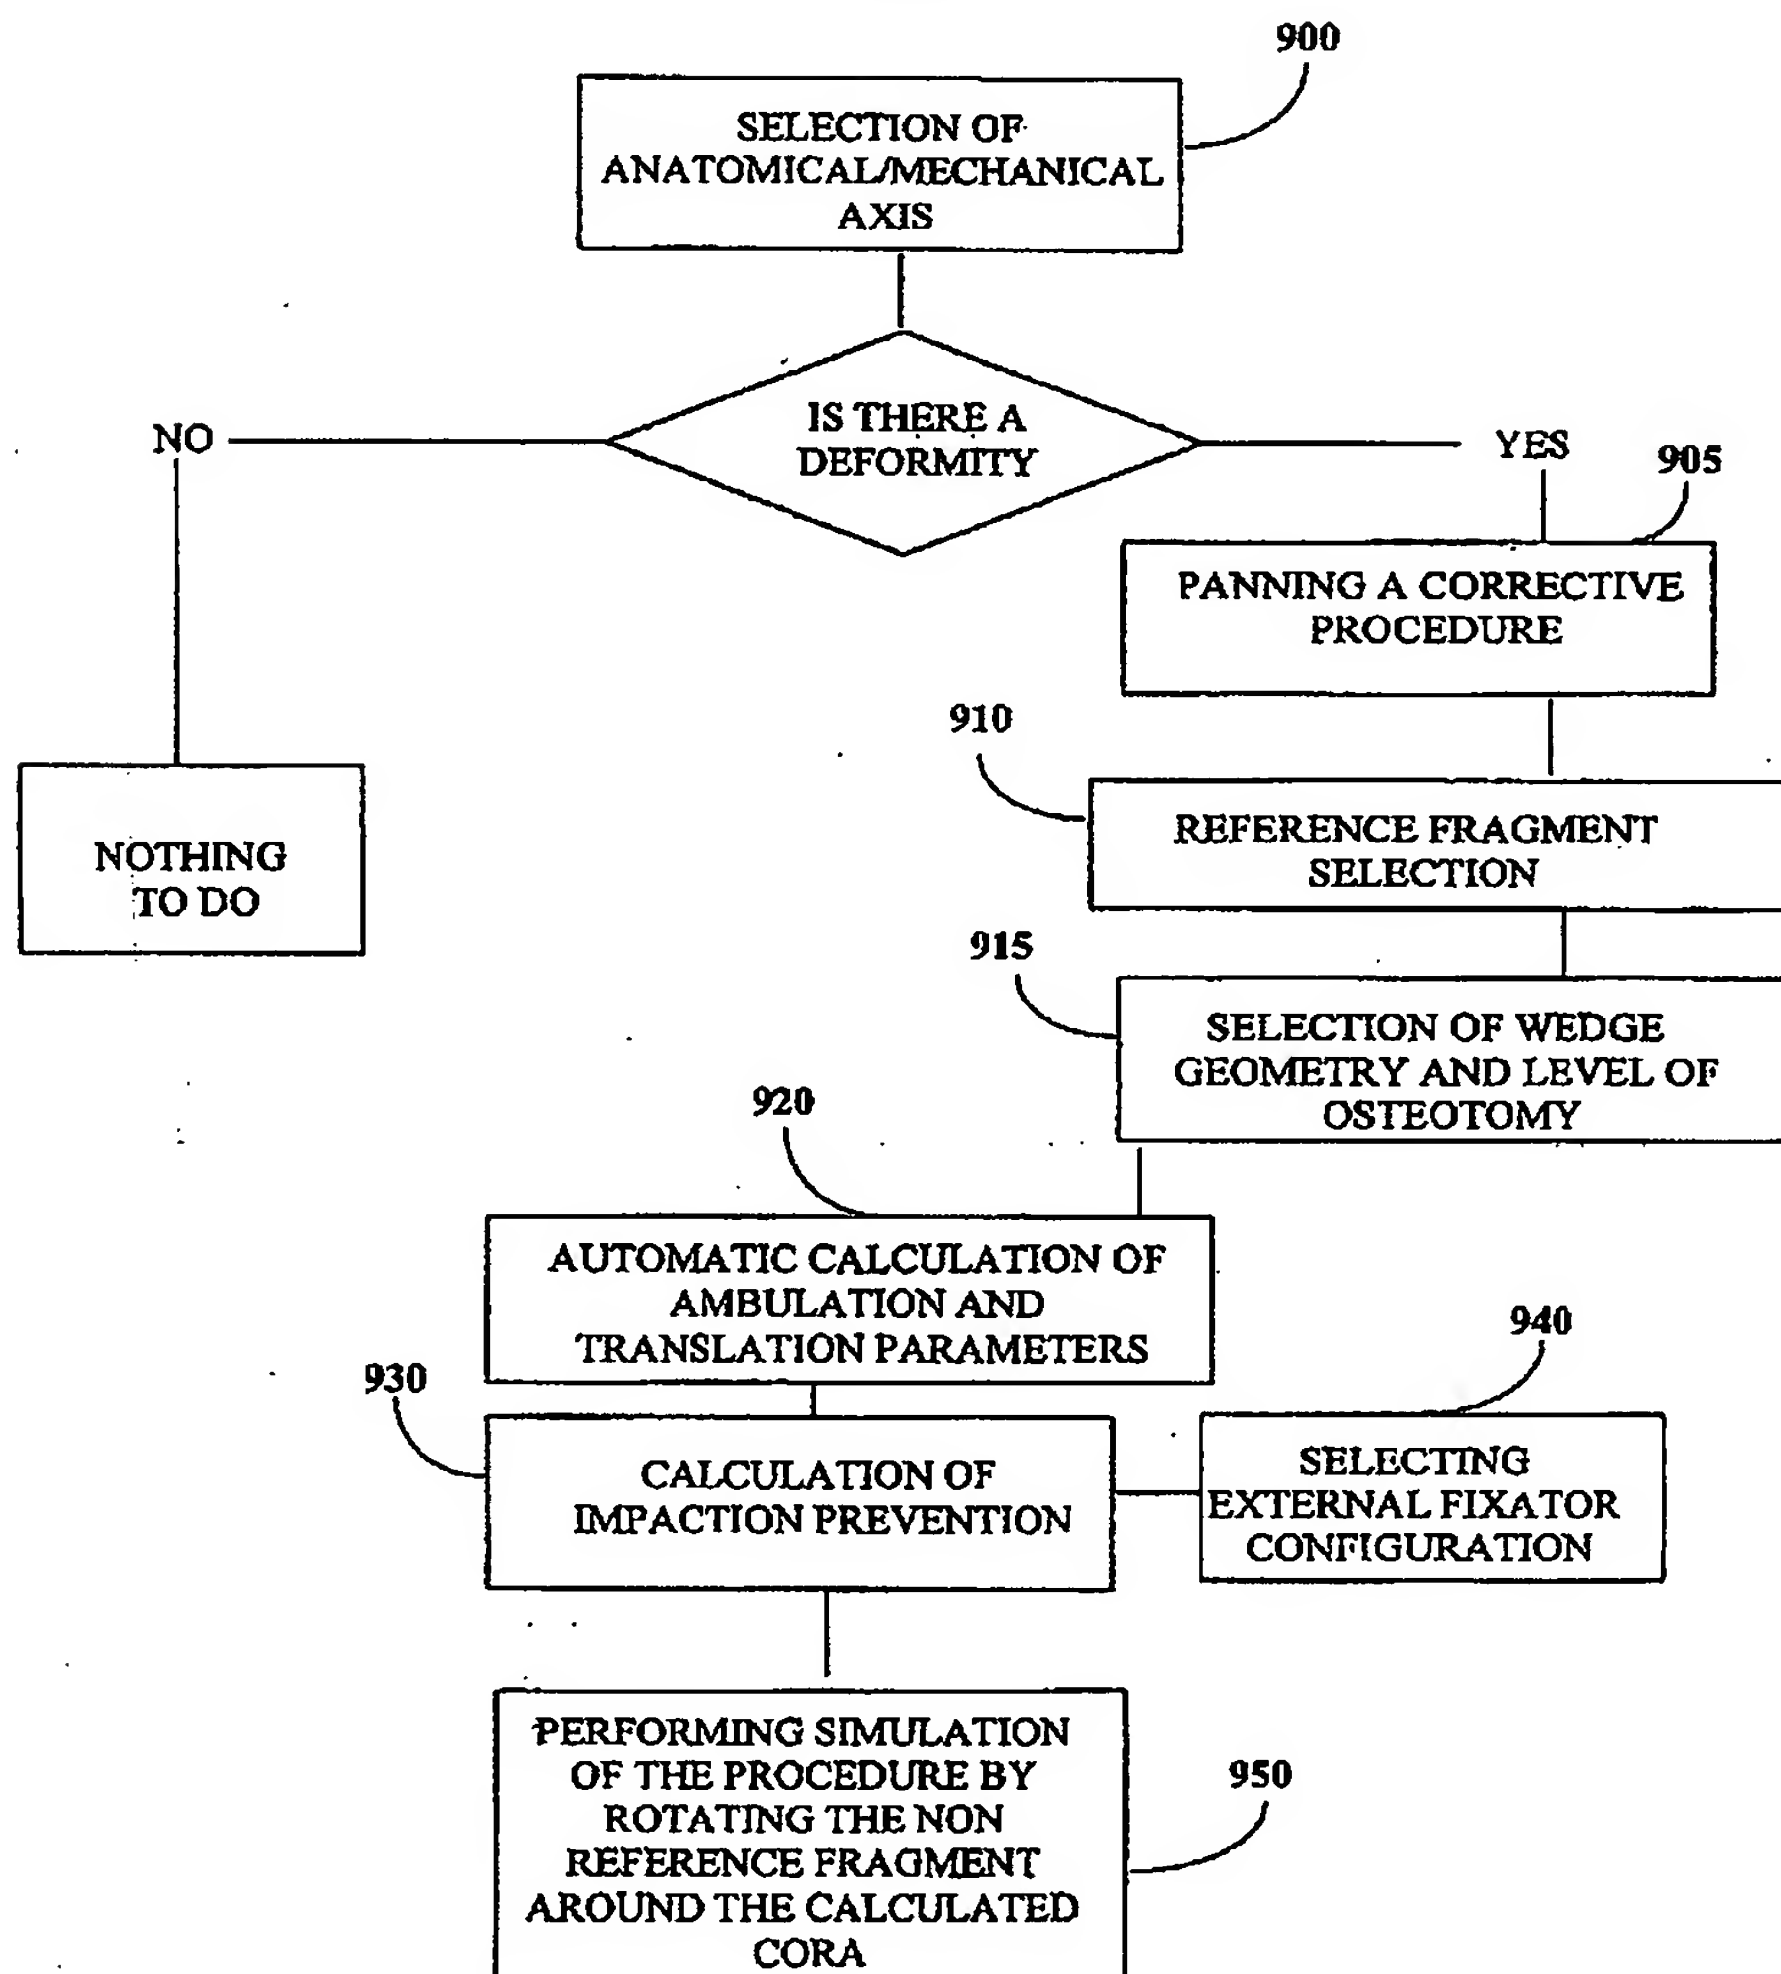 900
SELECTION OF
ANATOMICAL/MECHANICAL
AXIS
IS THERE A
DEFORMITY
NO
YES
905
PANNING A CORRECTIVE
PROCEDURE
910
REFERENCE FRAGMENT
SELECTION
NOTHING
TO DO
915
SELECTION OF WEDGE
GEOMETRY AND LEVEL OF
OSTEOTOMY
920
AUTOMATIC CALCULATION OF
AMBULATION AND
TRANSLATION PARAMETERS
930
CALCULATION OF
IMPACTION PREVENTION
940
SELECTING
EXTERNAL FIXATOR
CONFIGURATION
PERFORMING SIMULATION
OF THE PROCEDURE BY
ROTATING THE NON
REFERENCE FRAGMENT
AROUND THE CALCULATED
CORA
950